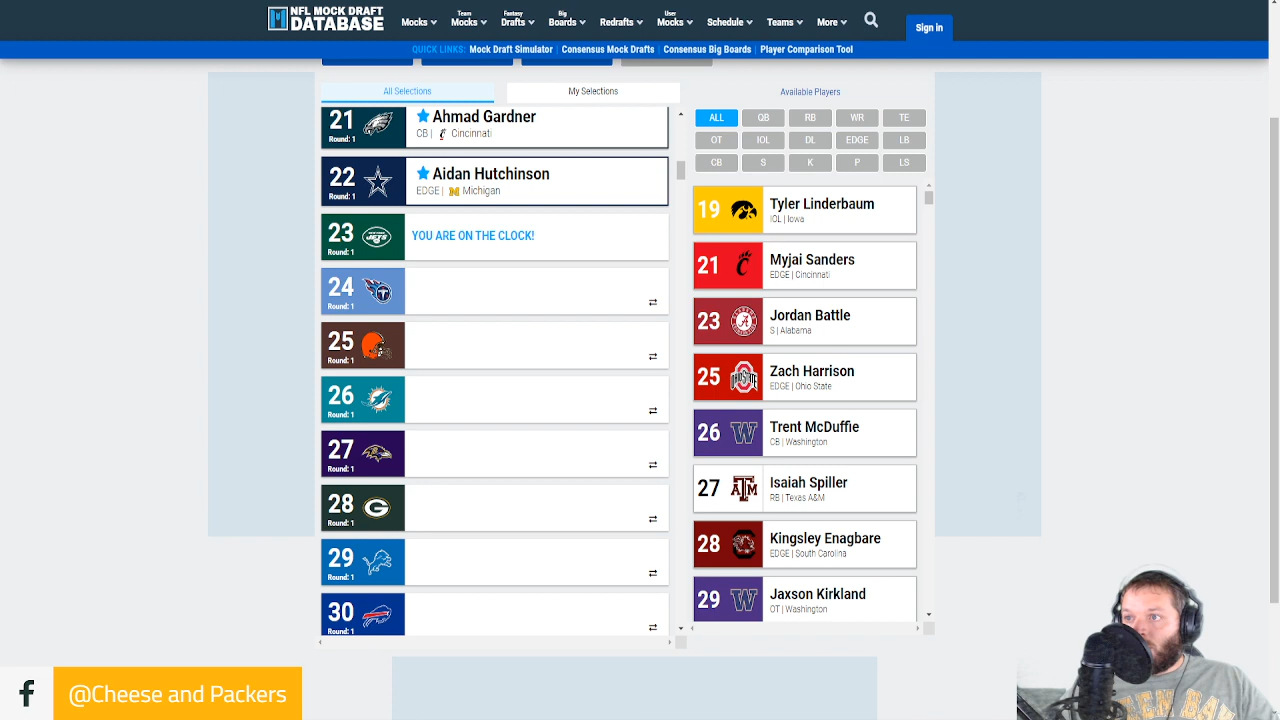 NFL MOCK DRAFT
DATABASE
Mocks
Team
Mocks
Fantasy
Drafts
Big
Boards
Redrafts
User
Mocks
Schedule
Teams
More
Sign in
QUICK LINKS: Mock Draft Simulator | Consensus Mock Drafts | Consensus Big Boards | Player Comparison Tool
All Selections
My Selections
21
Round: 1
Ahmad Gardner
CB | Cincinnati
22
Round: 1
Aidan Hutchinson
EDGE | Michigan
23
Round: 1
YOU ARE ON THE CLOCK!
24
Round: 1
25
Round: 1
26
Round: 1
27
Round: 1
28
Round: 1
29
Round: 1
30
Round: 1
Available Players
ALL QB RB WR TE
OT IOL DL EDGE LB
CB S K P LS
19
Tyler Linderbaum
IOL | Iowa
21
Myjai Sanders
EDGE | Cincinnati
23
Jordan Battle
S | Alabama
25
Zach Harrison
EDGE | Ohio State
26
Trent McDuffie
CB | Washington
27
Isaiah Spiller
RB | Texas A&M
28
Kingsley Enagbare
EDGE | South Carolina
29
Jaxson Kirkland
OT | Washington
@Cheese and Packers